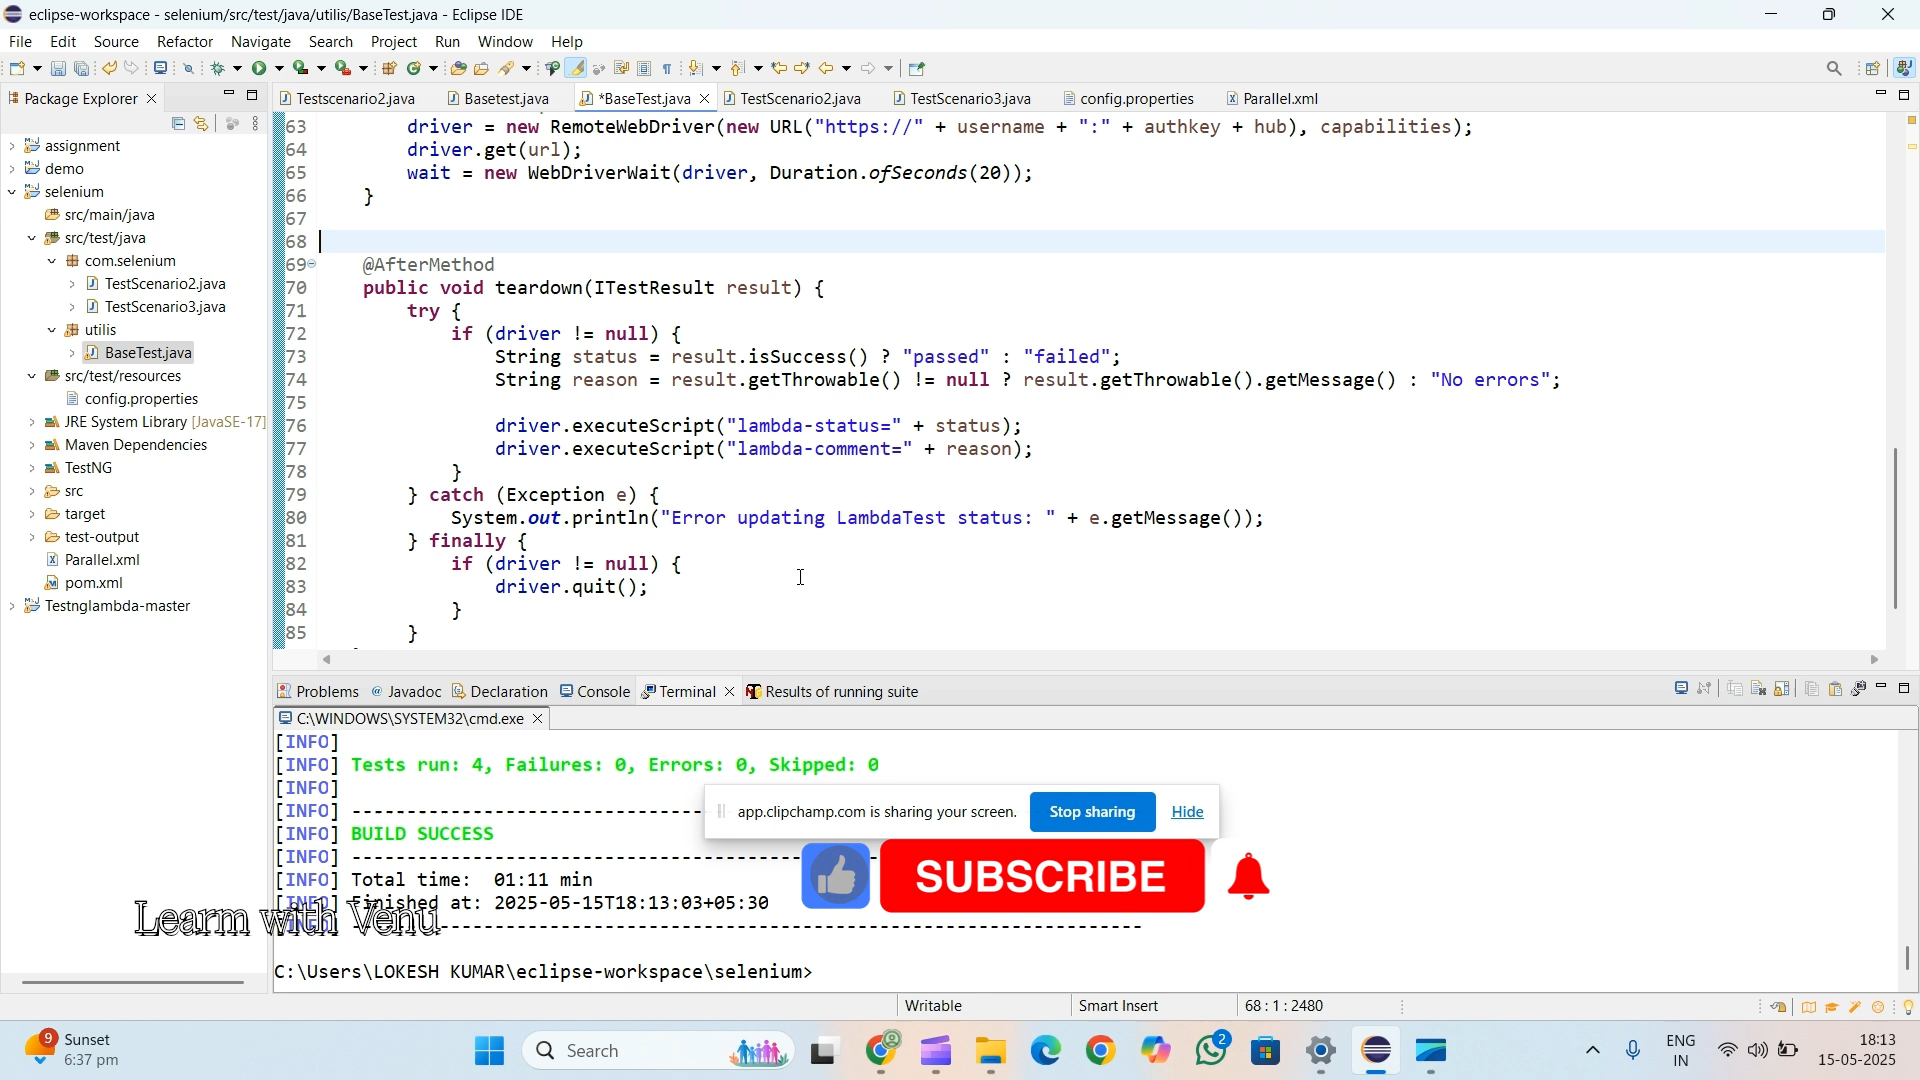 eclipse-workspace - selenium/src/test/java/utilis/BaseTest.java - Eclipse IDE
File Edit Source Refactor Navigate Search Project Run Window Help
Package Explorer
Testscenario2.java Basetest.java *BaseTest.java TestScenario2.java TestScenario3.java config.properties Parallel.xml
assignment
demo
selenium
src/main/java
src/test/java
com.selenium
TestScenario2.java
TestScenario3.java
utilis
BaseTest.java
src/test/resources
config.properties
JRE System Library [JavaSE-17]
Maven Dependencies
TestNG
src
target
test-output
Parallel.xml
pom.xml
Testnglambda-master
63 driver = new RemoteWebDriver(new URL("https://" + username + ":" + authkey + hub), capabilities);
64 driver.get(url);
65 wait = new WebDriverWait(driver, Duration.ofSeconds(20));
66 }
67
68
69 @AfterMethod
70 public void teardown(ITestResult result) {
71 try {
72 if (driver != null) {
73 String status = result.isSuccess() ? "passed" : "failed";
74 String reason = result.getThrowable() != null ? result.getThrowable().getMessage() : "No errors";
75
76 driver.executeScript("lambda-status=" + status);
77 driver.executeScript("lambda-comment=" + reason);
78 }
79 } catch (Exception e) {
80 System.out.println("Error updating LambdaTest status: " + e.getMessage());
81 } finally {
82 if (driver != null) {
83 driver.quit();
84 }
85 }
Problems Javadoc Declaration Console Terminal Results of running suite
C:\WINDOWS\SYSTEM32\cmd.exe
[INFO]
[INFO] Tests run: 4, Failures: 0, Errors: 0, Skipped: 0
[INFO]
[INFO] --------------------------------
[INFO] BUILD SUCCESS
[INFO] ------------------------------------------------
[INFO] Total time:  01:11 min
[INFO] Finished at: 2025-05-15T18:13:03+05:30
[INFO] ------------------------------------------------------------------------
C:\Users\LOKESH KUMAR\eclipse-workspace\selenium>
app.clipchamp.com is sharing your screen. Stop sharing Hide
SUBSCRIBE
Learm with Venu
Writable Smart Insert 68 : 1 : 2480
9
Sunset
6:37 pm
Search
2
ENG
IN
18:13
15-05-2025